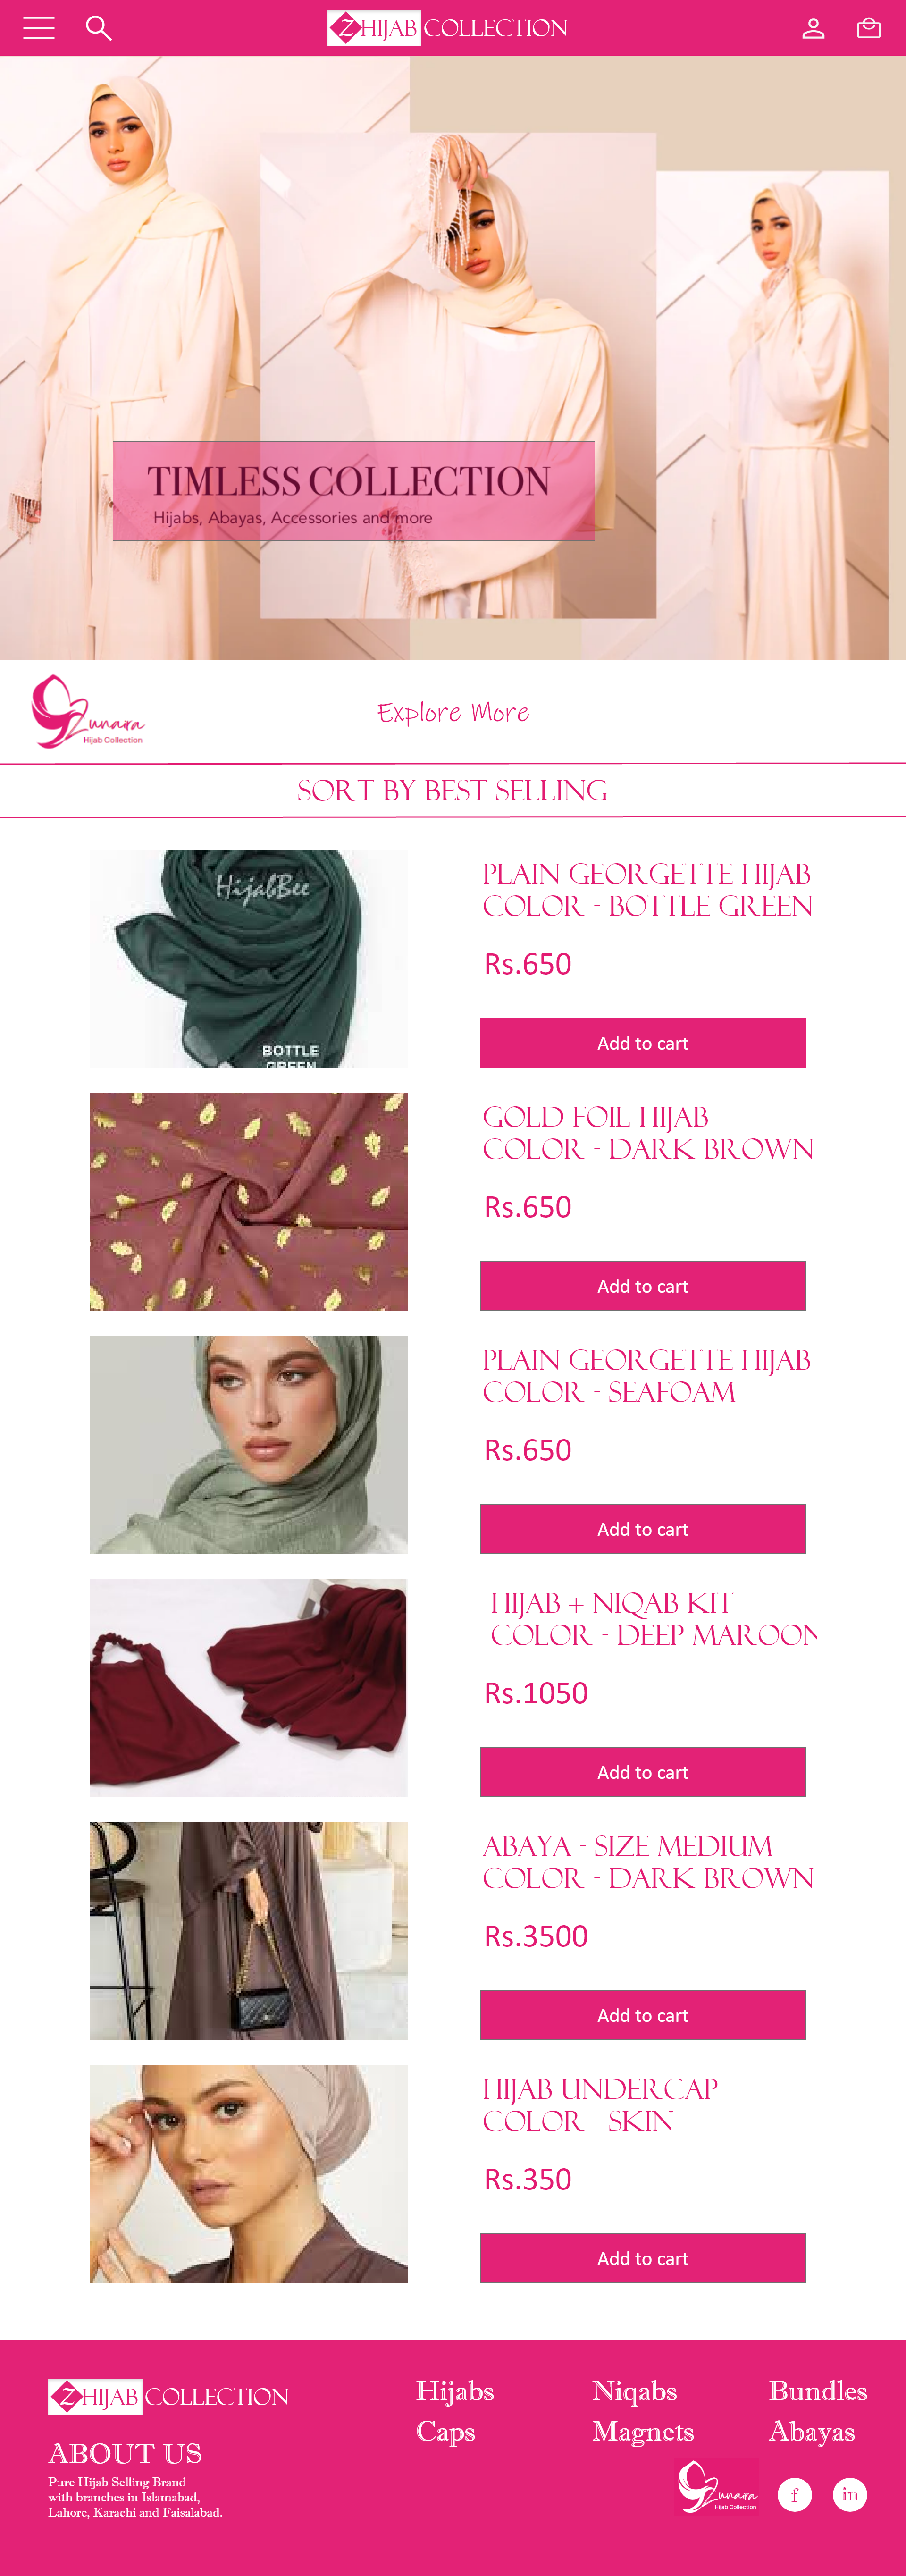 Z HIJAB COLLECTION
TIMLESS COLLECTION
Hijabs, Abayas, Accessories and more
Zunaira
Hijab Collection
Explore More
SORT BY BEST SELLING
HijabBee
BOTTLE
GREEN
PLAIN GEORGETTE HIJAB
COLOR - BOTTLE GREEN
Rs.650
Add to cart
GOLD FOIL HIJAB
COLOR - DARK BROWN
Rs.650
Add to cart
PLAIN GEORGETTE HIJAB
COLOR - SEAFOAM
Rs.650
Add to cart
HIJAB + NIQAB KIT
COLOR - DEEP MAROON
Rs.1050
Add to cart
ABAYA - SIZE MEDIUM
COLOR - DARK BROWN
Rs.3500
Add to cart
HIJAB UNDERCAP
COLOR - SKIN
Rs.350
Add to cart
Z HIJAB COLLECTION
Hijabs Niqabs Bundles
Caps Magnets Abayas
ABOUT US
Pure Hijab Selling Brand
with branches in Islamabad,
Lahore, Karachi and Faisalabad.
Zunaira
Hijab Collection
f in